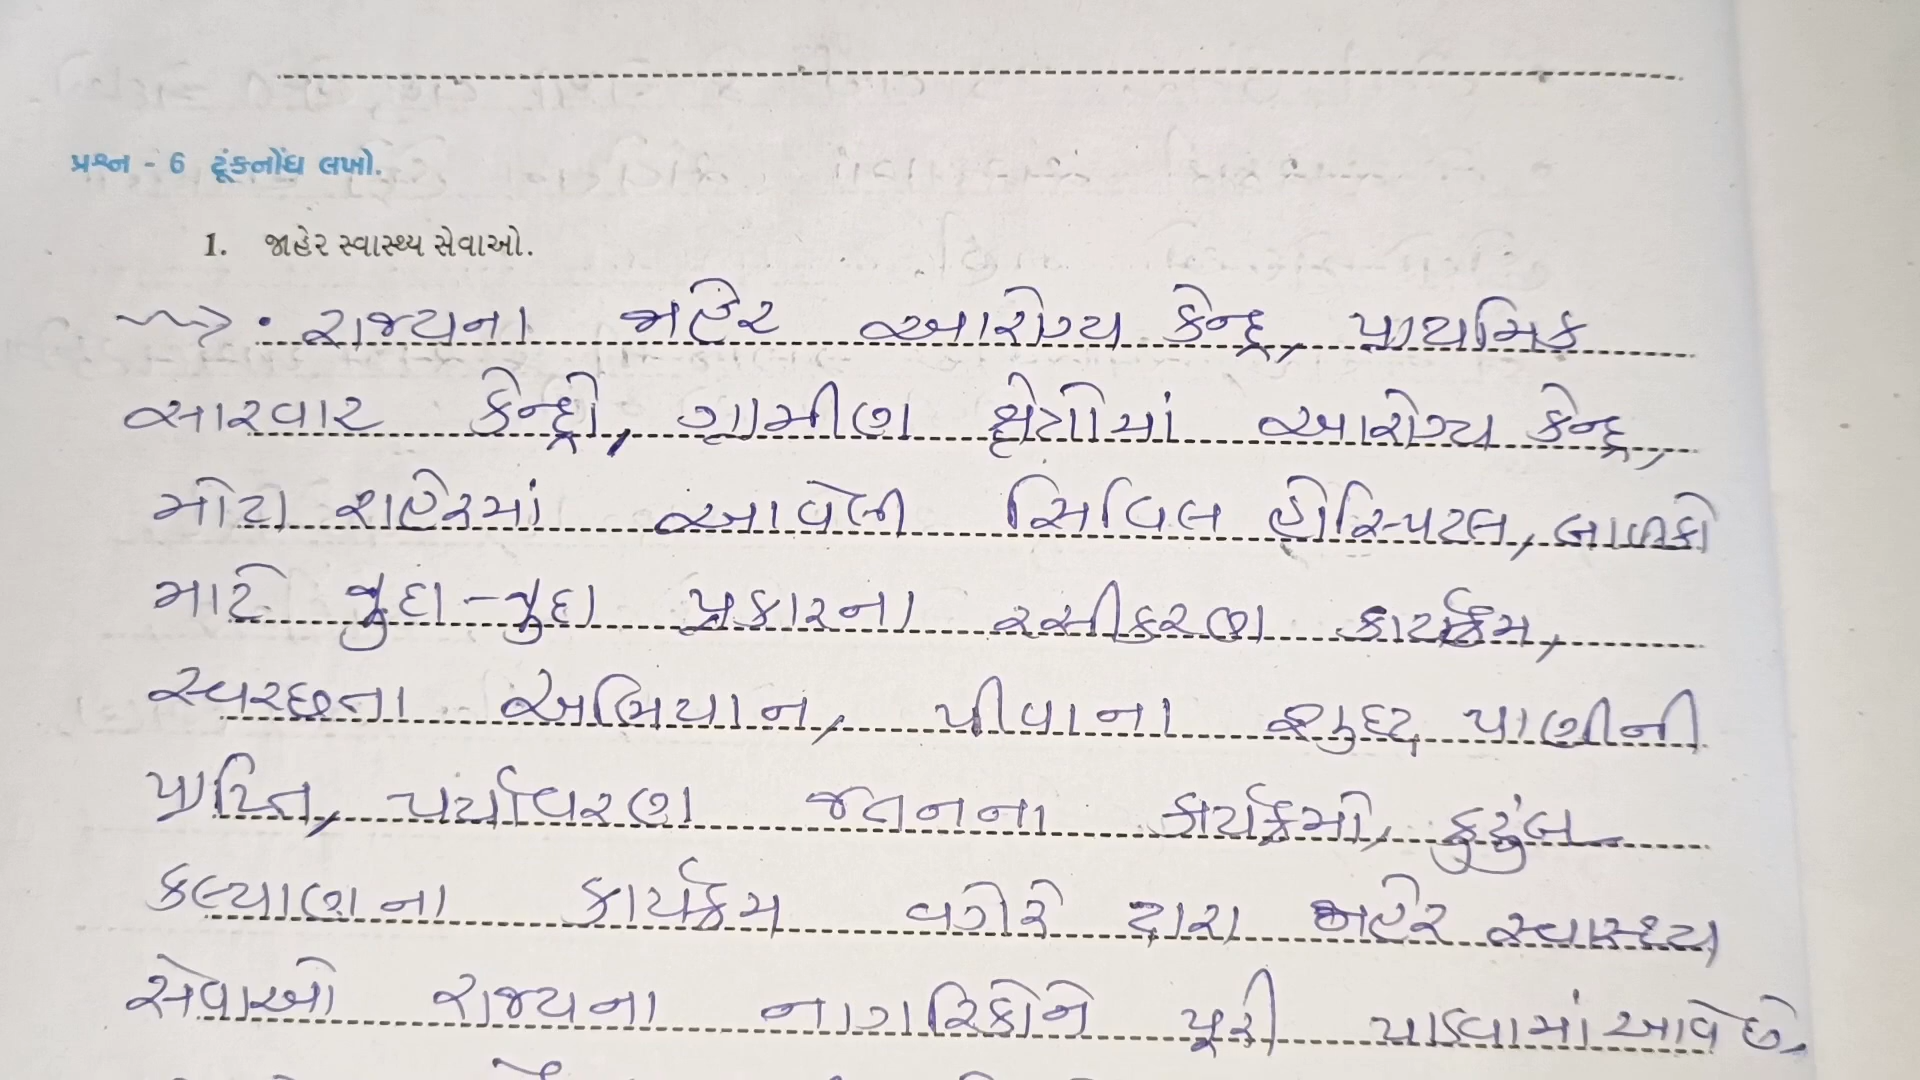 પ્રશ્ન - 6 ટૂંકનોંધ લખો.
1. જાહેર સ્વાસ્થ્ય સેવાઓ.
• રાજ્યના જાહેર આરોગ્ય કેન્દ્ર, પ્રાથમિક
સારવાર કેન્દ્રો, ગ્રામીણ ક્ષેત્રોમાં આરોગ્ય કેન્દ્ર,
મોટા શહેરમાં આવેલી સિવિલ હોસ્પિટલ, બાળકો
માટે જુદા-જુદા પ્રકારના રસીકરણ કાર્યક્રમ,
સ્વચ્છતા અભિયાન, પીવાના શુદ્ધ પાણીની
પ્રાપ્તિ, પર્યાવરણ જતનના કાર્યક્રમો, કુટુંબ
કલ્યાણના કાર્યક્રમ વગેરે દ્વારા જાહેર સ્વાસ્થ્ય
સેવાઓ રાજ્યના નાગરિકોને પૂરી પાડવામાં આવે છે.